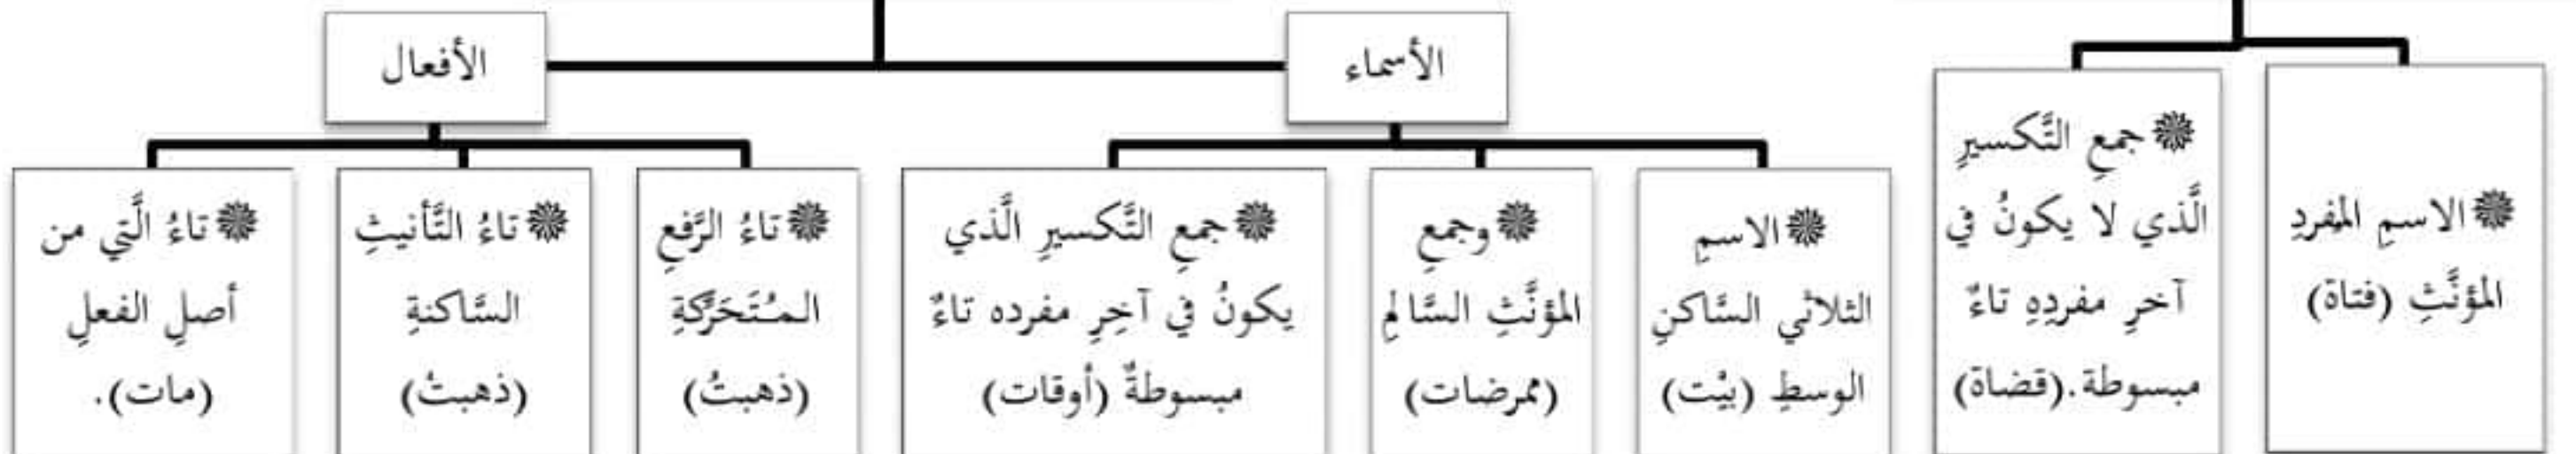 الأسماء
الأفعال
الاسمِ المفردِ
المؤنَّثِ (فتاة)
جمعِ التَّكسيرِ
الَّذي لا يكونُ في
آخرِ مفردِهِ تاءٌ
مبسوطة.(قضاة)
الاسمِ
الثلاثي السَّاكنِ
الوسطِ (بيْت)
وجمعِ
المؤنَّثِ السَّالمِ
(ممرضات)
جمعِ التَّكسيرِ الَّذي
يكونُ في آخِرِ مفرده تاءٌ
مبسوطةٌ (أوقات)
تاءُ الرَّفعِ
المـُتَحَرِّكةِ
(ذهبتُ)
تاءُ التَّأنيثِ
السَّاكنةِ
(ذهبتْ)
تاءُ الَّتي من
أصلِ الفعلِ
(مات).